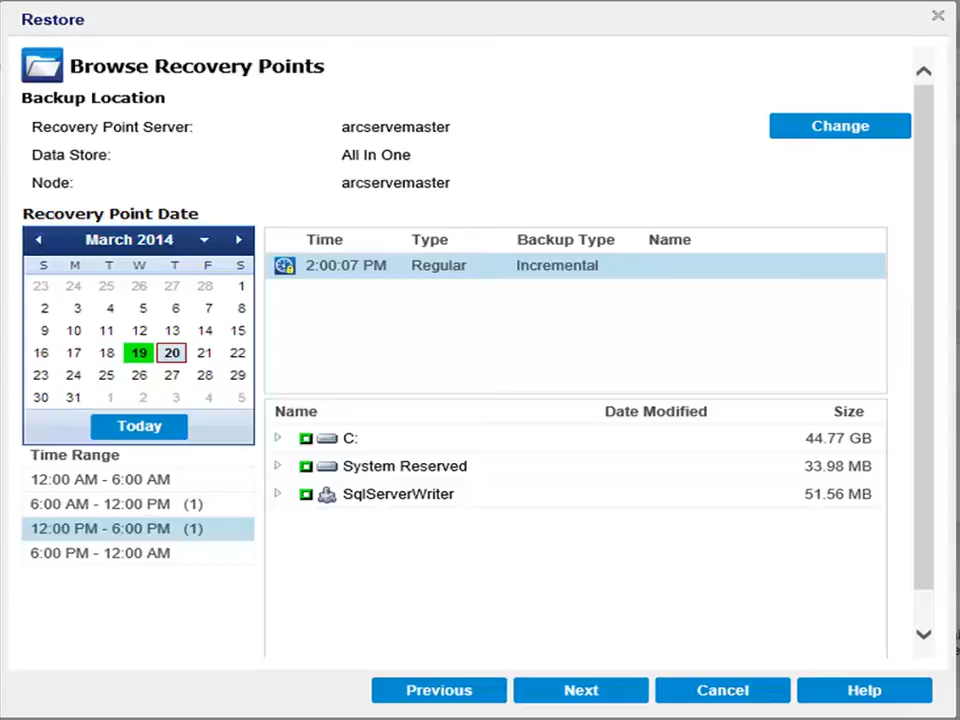 Restore
Browse Recovery Points
Backup Location
Recovery Point Server: arcservemaster
Change
Data Store: All In One
Node: arcservemaster
Recovery Point Date
March 2014
S M T W T F S
23 24 25 26 27 28 1
2 3 4 5 6 7 8
9 10 11 12 13 14 15
16 17 18 19 20 21 22
23 24 25 26 27 28 29
30 31 1 2 3 4 5
Today
Time Range
12:00 AM - 6:00 AM
6:00 AM - 12:00 PM (1)
12:00 PM - 6:00 PM (1)
6:00 PM - 12:00 AM
Time Type Backup Type Name
2:00:07 PM Regular Incremental
Name Date Modified Size
C: 44.77 GB
System Reserved 33.98 MB
SqlServerWriter 51.56 MB
Previous Next Cancel Help